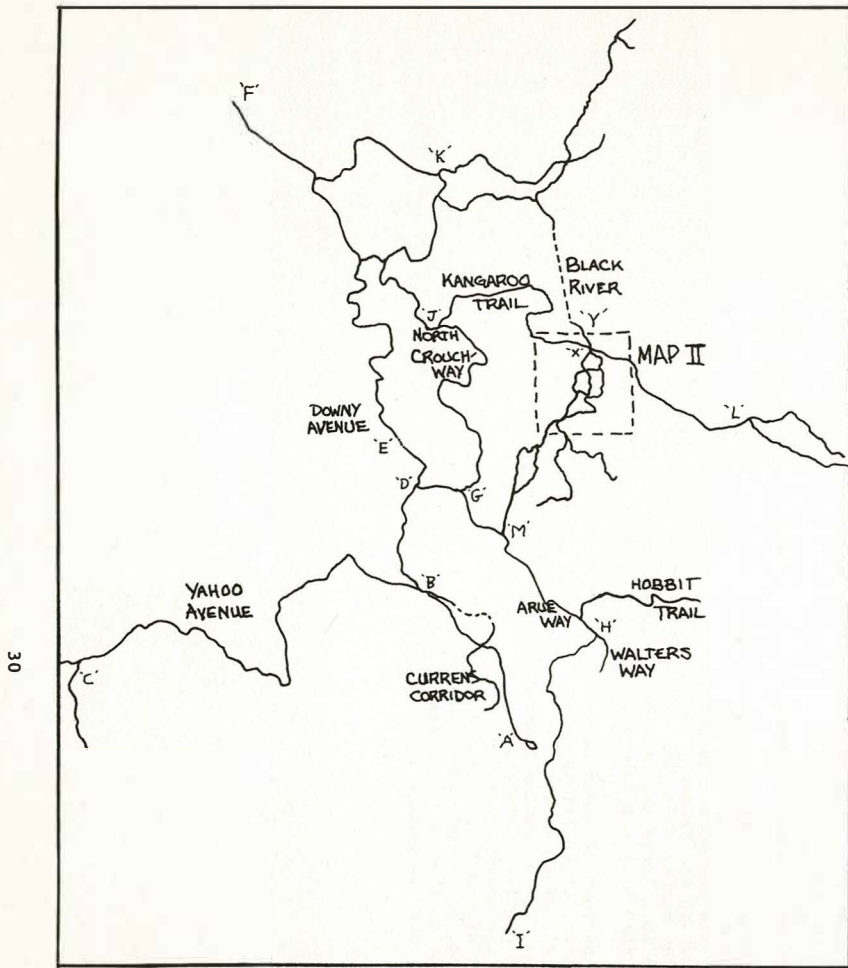 'F'
'K'
BLACK
RIVER
KANGAROO
TRAIL
'J'
NORTH
CROUCH-
WAY
'Y'
'X'
MAP II
'L'
DOWNY
AVENUE
'E'
'D'
'G'
'M'
'B'
YAHOO
AVENUE
HOBBIT
TRAIL
ARUE
WAY
'H'
WALTERS
WAY
'C'
CURRENS
CORRIDOR
'A'
'I'
30